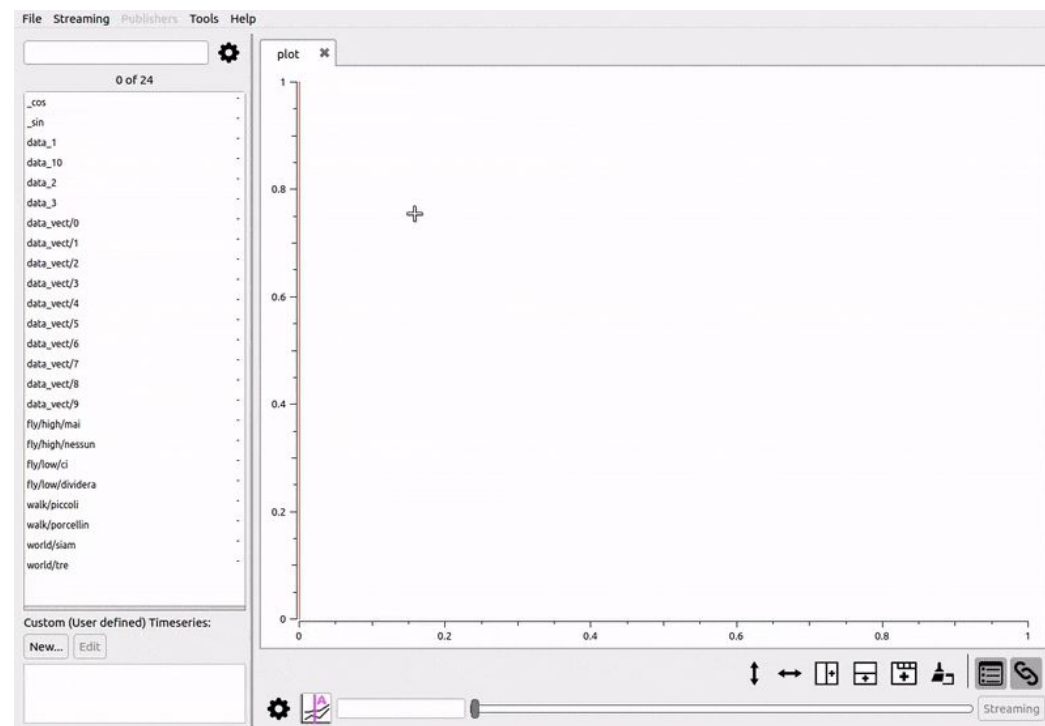 File Streaming Publishers Tools Help
plot
0 of 24
_cos
_sin
data_1
data_10
data_2
data_3
data_vect/0
data_vect/1
data_vect/2
data_vect/3
data_vect/4
data_vect/5
data_vect/6
data_vect/7
data_vect/8
data_vect/9
fly/high/mai
fly/high/nessun
fly/low/ci
fly/low/dividera
walk/piccoli
walk/porcellin
world/siam
world/tre
Custom (User defined) Timeseries:
New... Edit
1
0.8
0.6
0.4
0.2
0
0 0.2 0.4 0.6 0.8 1
A
Streaming